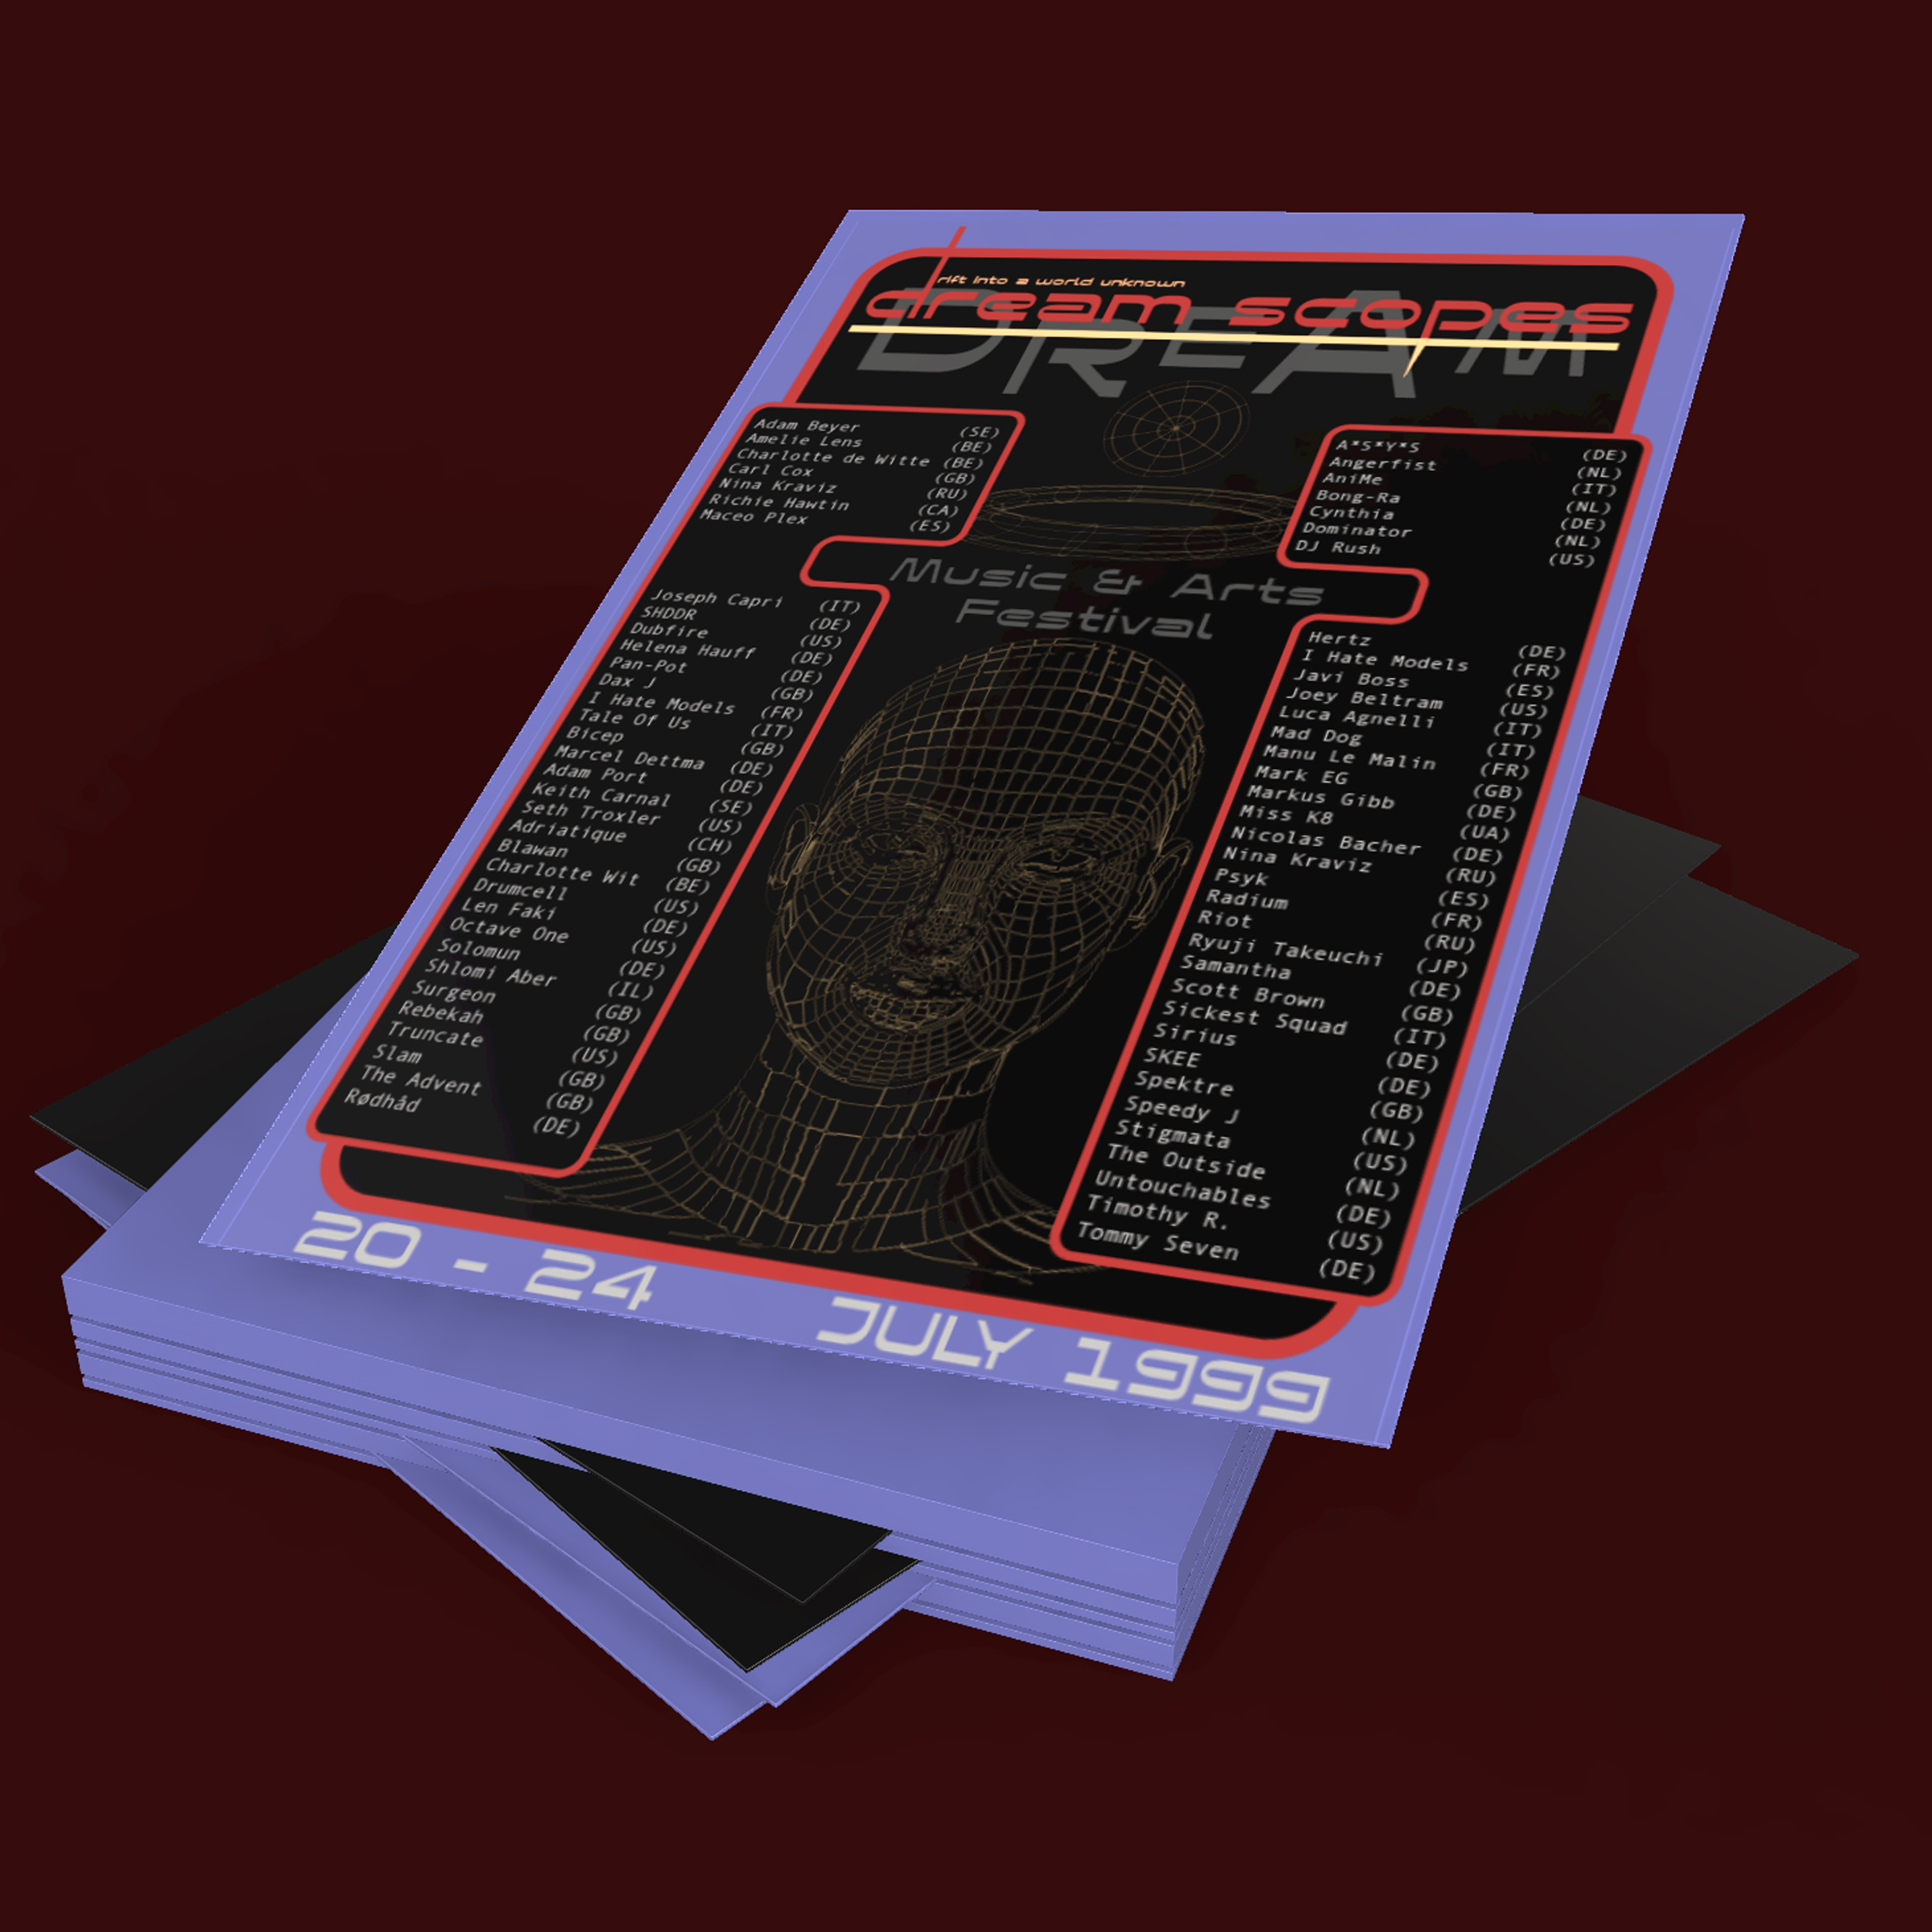 rift into a world unknown
dream scopes
DReAM
Adam Beyer (SE)
Amelie Lens (BE)
Charlotte de Witte (BE)
Carl Cox (GB)
Nina Kraviz (RU)
Richie Hawtin (CA)
Maceo Plex (ES)
Joseph Capri (IT)
SHDDR (DE)
Dubfire (US)
Helena Hauff (DE)
Pan-Pot (DE)
Dax J (GB)
I Hate Models (FR)
Tale Of Us (IT)
Bicep (GB)
Marcel Dettma (DE)
Adam Port (DE)
Keith Carnal (SE)
Seth Troxler (US)
Adriatique (CH)
Blawan (GB)
Charlotte Wit (BE)
Drumcell (US)
Len Faki (DE)
Octave One (US)
Solomun (DE)
Shlomi Aber (IL)
Surgeon (GB)
Rebekah (GB)
Truncate (US)
Slam (GB)
The Advent (GB)
Rødhåd (DE)
Music & Arts
Festival
A*S*Y*S (DE)
Angerfist (NL)
AniMe (IT)
Bong-Ra (NL)
Cynthia (DE)
Dominator (NL)
DJ Rush (US)
Hertz (DE)
I Hate Models (FR)
Javi Boss (ES)
Joey Beltram (US)
Luca Agnelli (IT)
Mad Dog (IT)
Manu Le Malin (FR)
Mark EG (GB)
Markus Gibb (DE)
Miss K8 (UA)
Nicolas Bacher (DE)
Nina Kraviz (RU)
Psyk (ES)
Radium (FR)
Riot (RU)
Ryuji Takeuchi (JP)
Samantha (DE)
Scott Brown (GB)
Sickest Squad (IT)
Sirius (DE)
SKEE (DE)
Spektre (GB)
Speedy J (NL)
Stigmata (US)
The Outside (NL)
Untouchables (DE)
Timothy R. (US)
Tommy Seven (DE)
20 - 24 JULY 1999